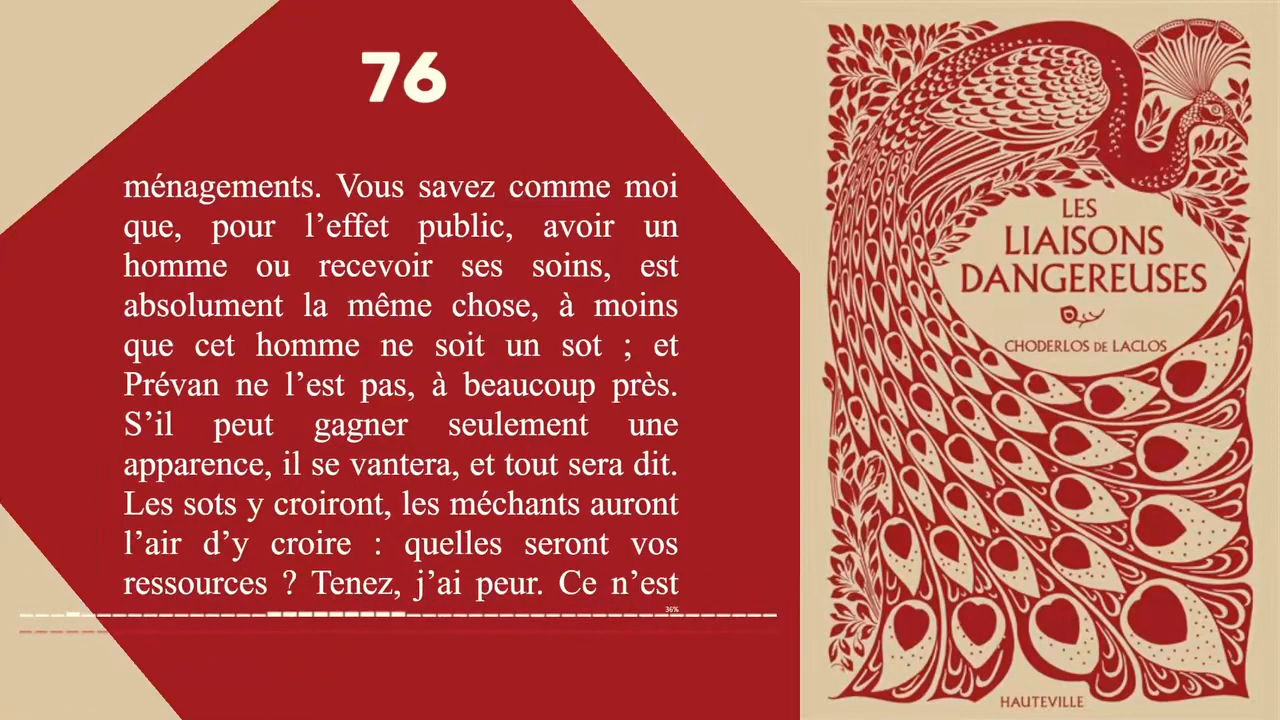 76
ménagements. Vous savez comme moi
que, pour l’effet public, avoir un
homme ou recevoir ses soins, est
absolument la même chose, à moins
que cet homme ne soit un sot ; et
Prévan ne l’est pas, à beaucoup près.
S’il peut gagner seulement une
apparence, il se vantera, et tout sera dit.
Les sots y croiront, les méchants auront
l’air d’y croire : quelles seront vos
ressources ? Tenez, j’ai peur. Ce n’est
36%
LES
LIAISONS
DANGEREUSES
CHODERLOS DE LACLOS
HAUTEVILLE